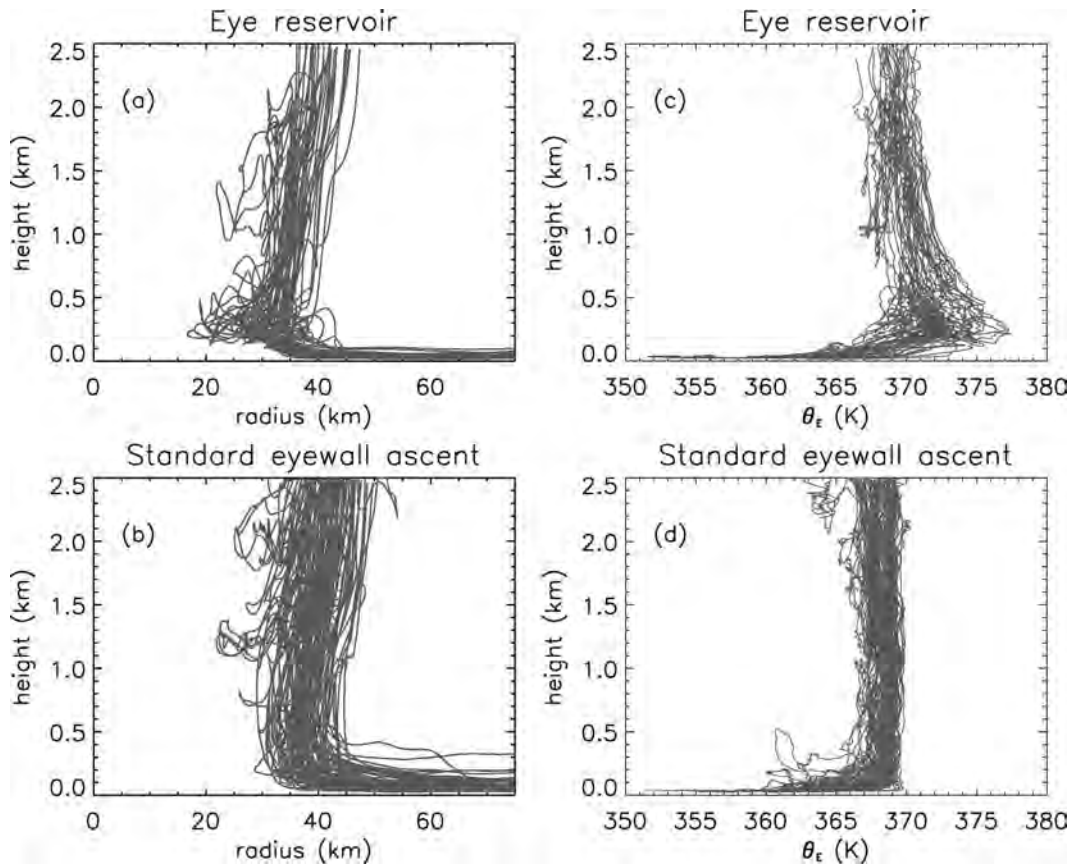 Eye reservoir
2.5
2.0
1.5
1.0
0.5
0.0
height (km)
(a)
0 20 40 60
radius (km)
Eye reservoir
2.5
2.0
1.5
1.0
0.5
0.0
height (km)
(c)
350 355 360 365 370 375 380
θE (K)
Standard eyewall ascent
2.5
2.0
1.5
1.0
0.5
0.0
height (km)
(b)
0 20 40 60
radius (km)
Standard eyewall ascent
2.5
2.0
1.5
1.0
0.5
0.0
height (km)
(d)
350 355 360 365 370 375 380
θE (K)